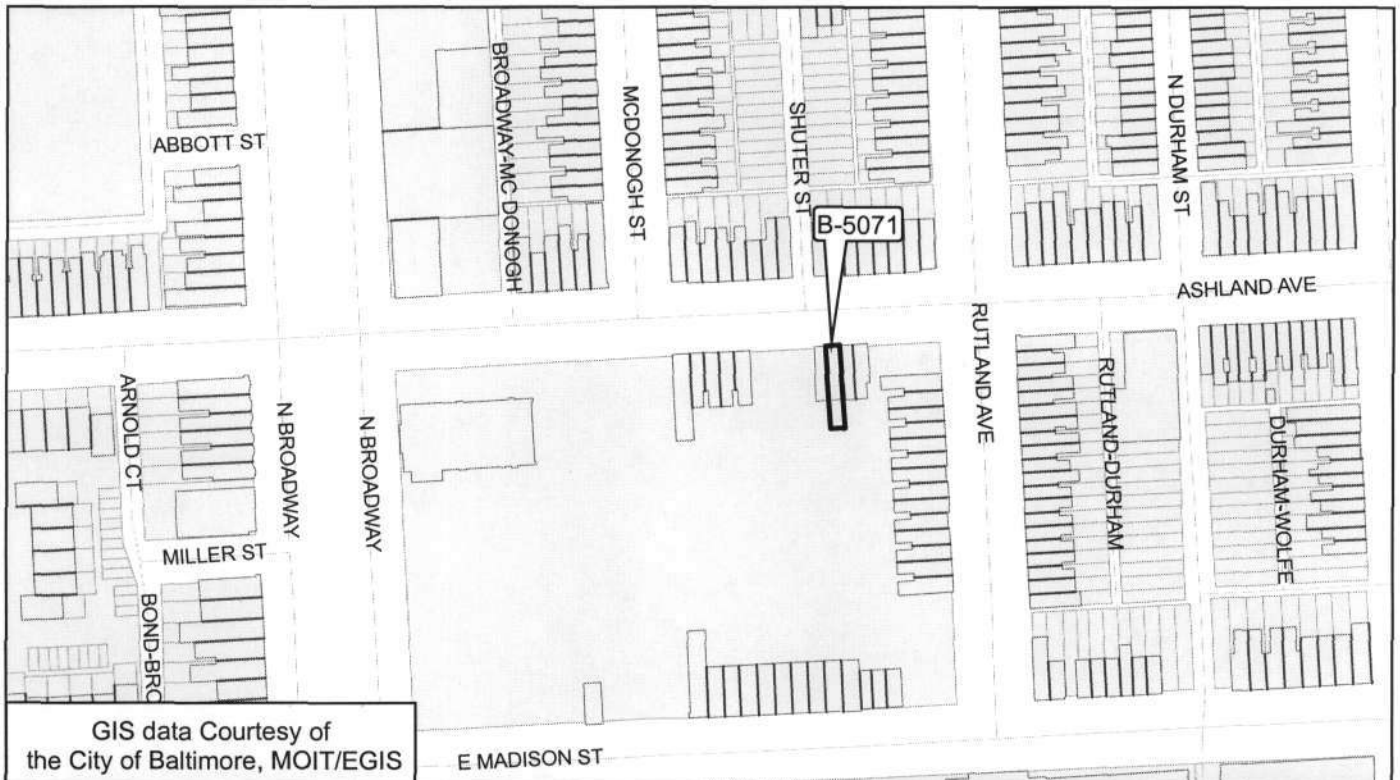 ABBOTT ST
BROADWAY-MC DONOGH
MCDONOGH ST
SHUTER ST
N DURHAM ST
B-5071
ASHLAND AVE
RUTLAND AVE
ARNOLD CT
N BROADWAY
N BROADWAY
RUTLAND-DURHAM
DURHAM-WOLFE
MILLER ST
BOND-BRO
GIS data Courtesy of
the City of Baltimore, MOIT/EGIS
E MADISON ST